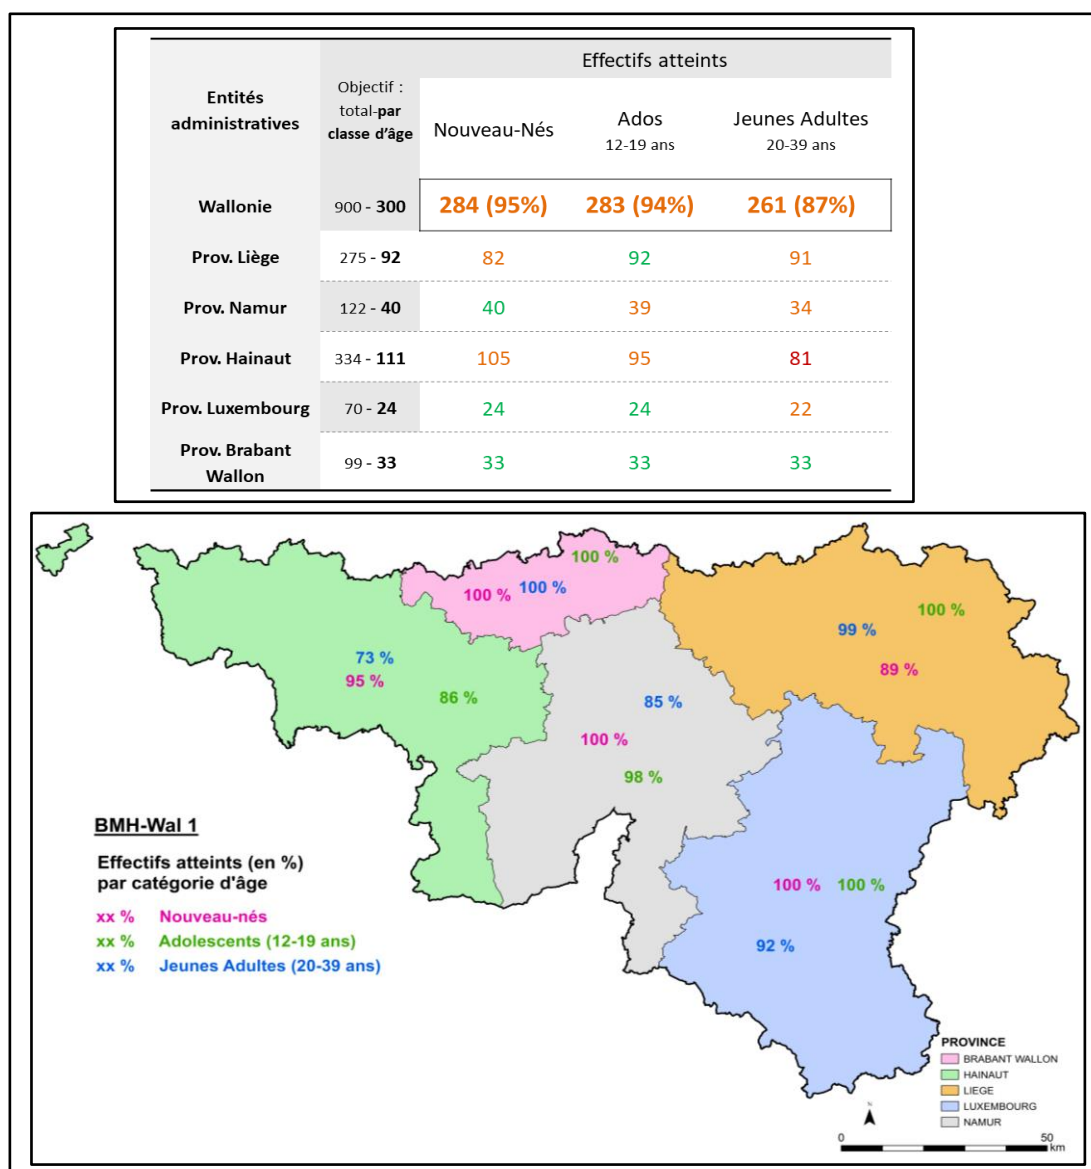 Entités administratives
Objectif : total-par classe d'âge
Effectifs atteints
Nouveau-Nés
Ados
12-19 ans
Jeunes Adultes
20-39 ans
Wallonie 900 - 300 284 (95%) 283 (94%) 261 (87%)
Prov. Liège 275 - 92 82 92 91
Prov. Namur 122 - 40 40 39 34
Prov. Hainaut 334 - 111 105 95 81
Prov. Luxembourg 70 - 24 24 24 22
Prov. Brabant Wallon 99 - 33 33 33 33
100 %
100 %
100 %
100 %
99 %
89 %
73 %
95 %
86 %
85 %
100 %
98 %
100 % 100 %
92 %
BMH-Wal 1
Effectifs atteints (en %)
par catégorie d'âge
xx % Nouveau-nés
xx % Adolescents (12-19 ans)
xx % Jeunes Adultes (20-39 ans)
PROVINCE
BRABANT WALLON
HAINAUT
LIEGE
LUXEMBOURG
NAMUR
N
0 50
km